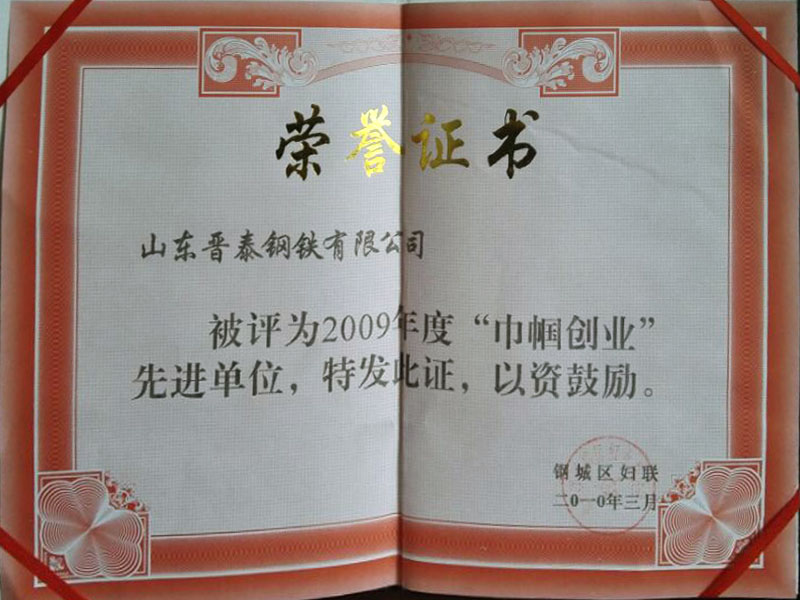 荣誉证书
山东晋泰钢铁有限公司
被评为2009年度“巾帼创业”
先进单位，特发此证，以资鼓励。
钢城区妇联
二〇一〇年三月